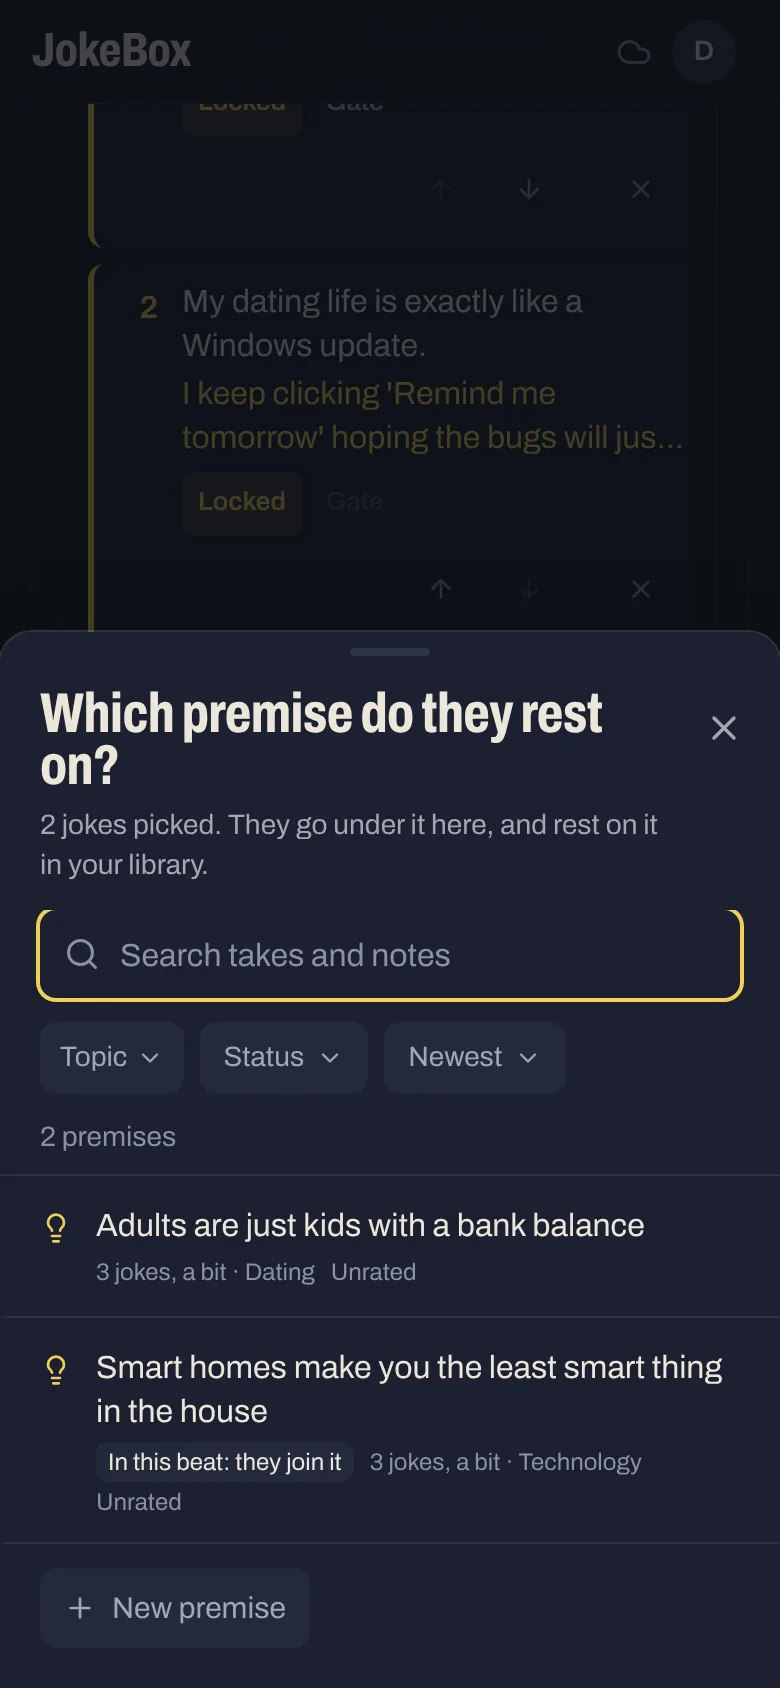 JokeBox
D
Locked Gate
2 My dating life is exactly like a
Windows update.
I keep clicking 'Remind me
tomorrow' hoping the bugs will jus...
Locked Gate
Which premise do they rest
on?
2 jokes picked. They go under it here, and rest on it
in your library.
Search takes and notes
Topic Status Newest
2 premises
Adults are just kids with a bank balance
3 jokes, a bit · Dating Unrated
Smart homes make you the least smart thing
in the house
In this beat: they join it 3 jokes, a bit · Technology
Unrated
New premise